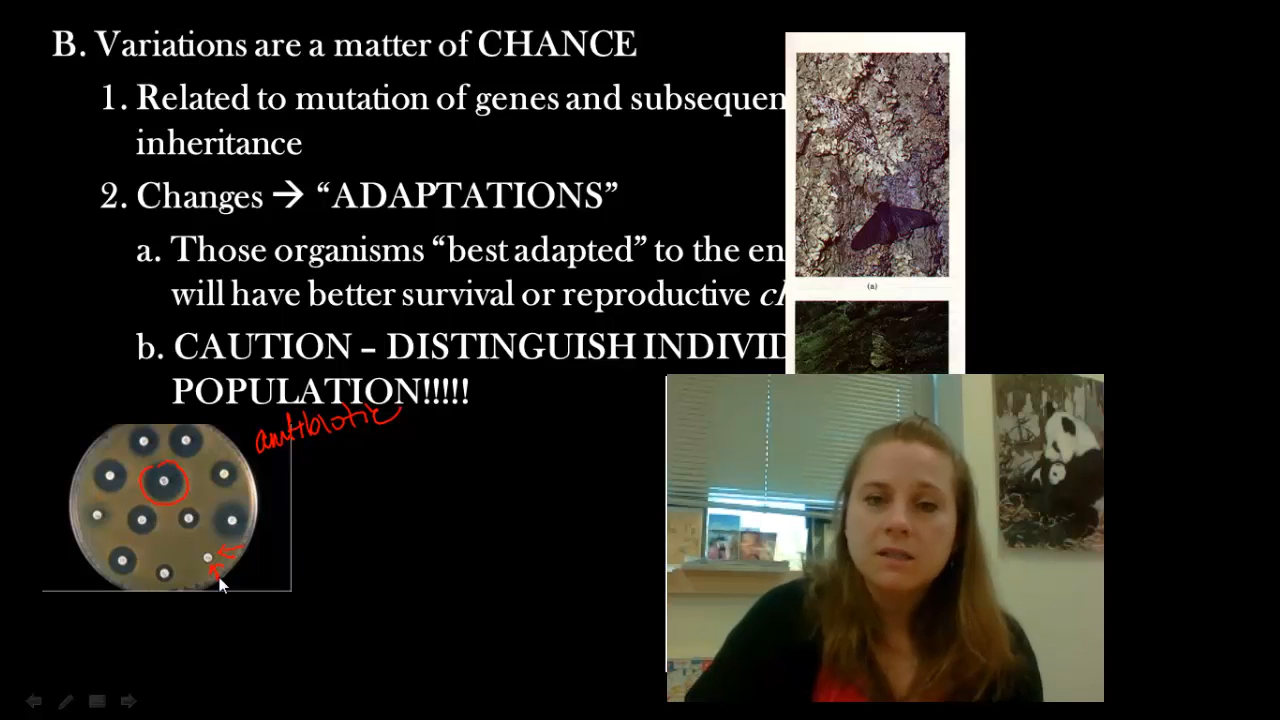 B. Variations are a matter of CHANCE
1. Related to mutation of genes and subsequen
inheritance
2. Changes → “ADAPTATIONS”
a. Those organisms “best adapted” to the en
will have better survival or reproductive ch
b. CAUTION – DISTINGUISH INDIVID
POPULATION!!!!!
antibiotic
(a)